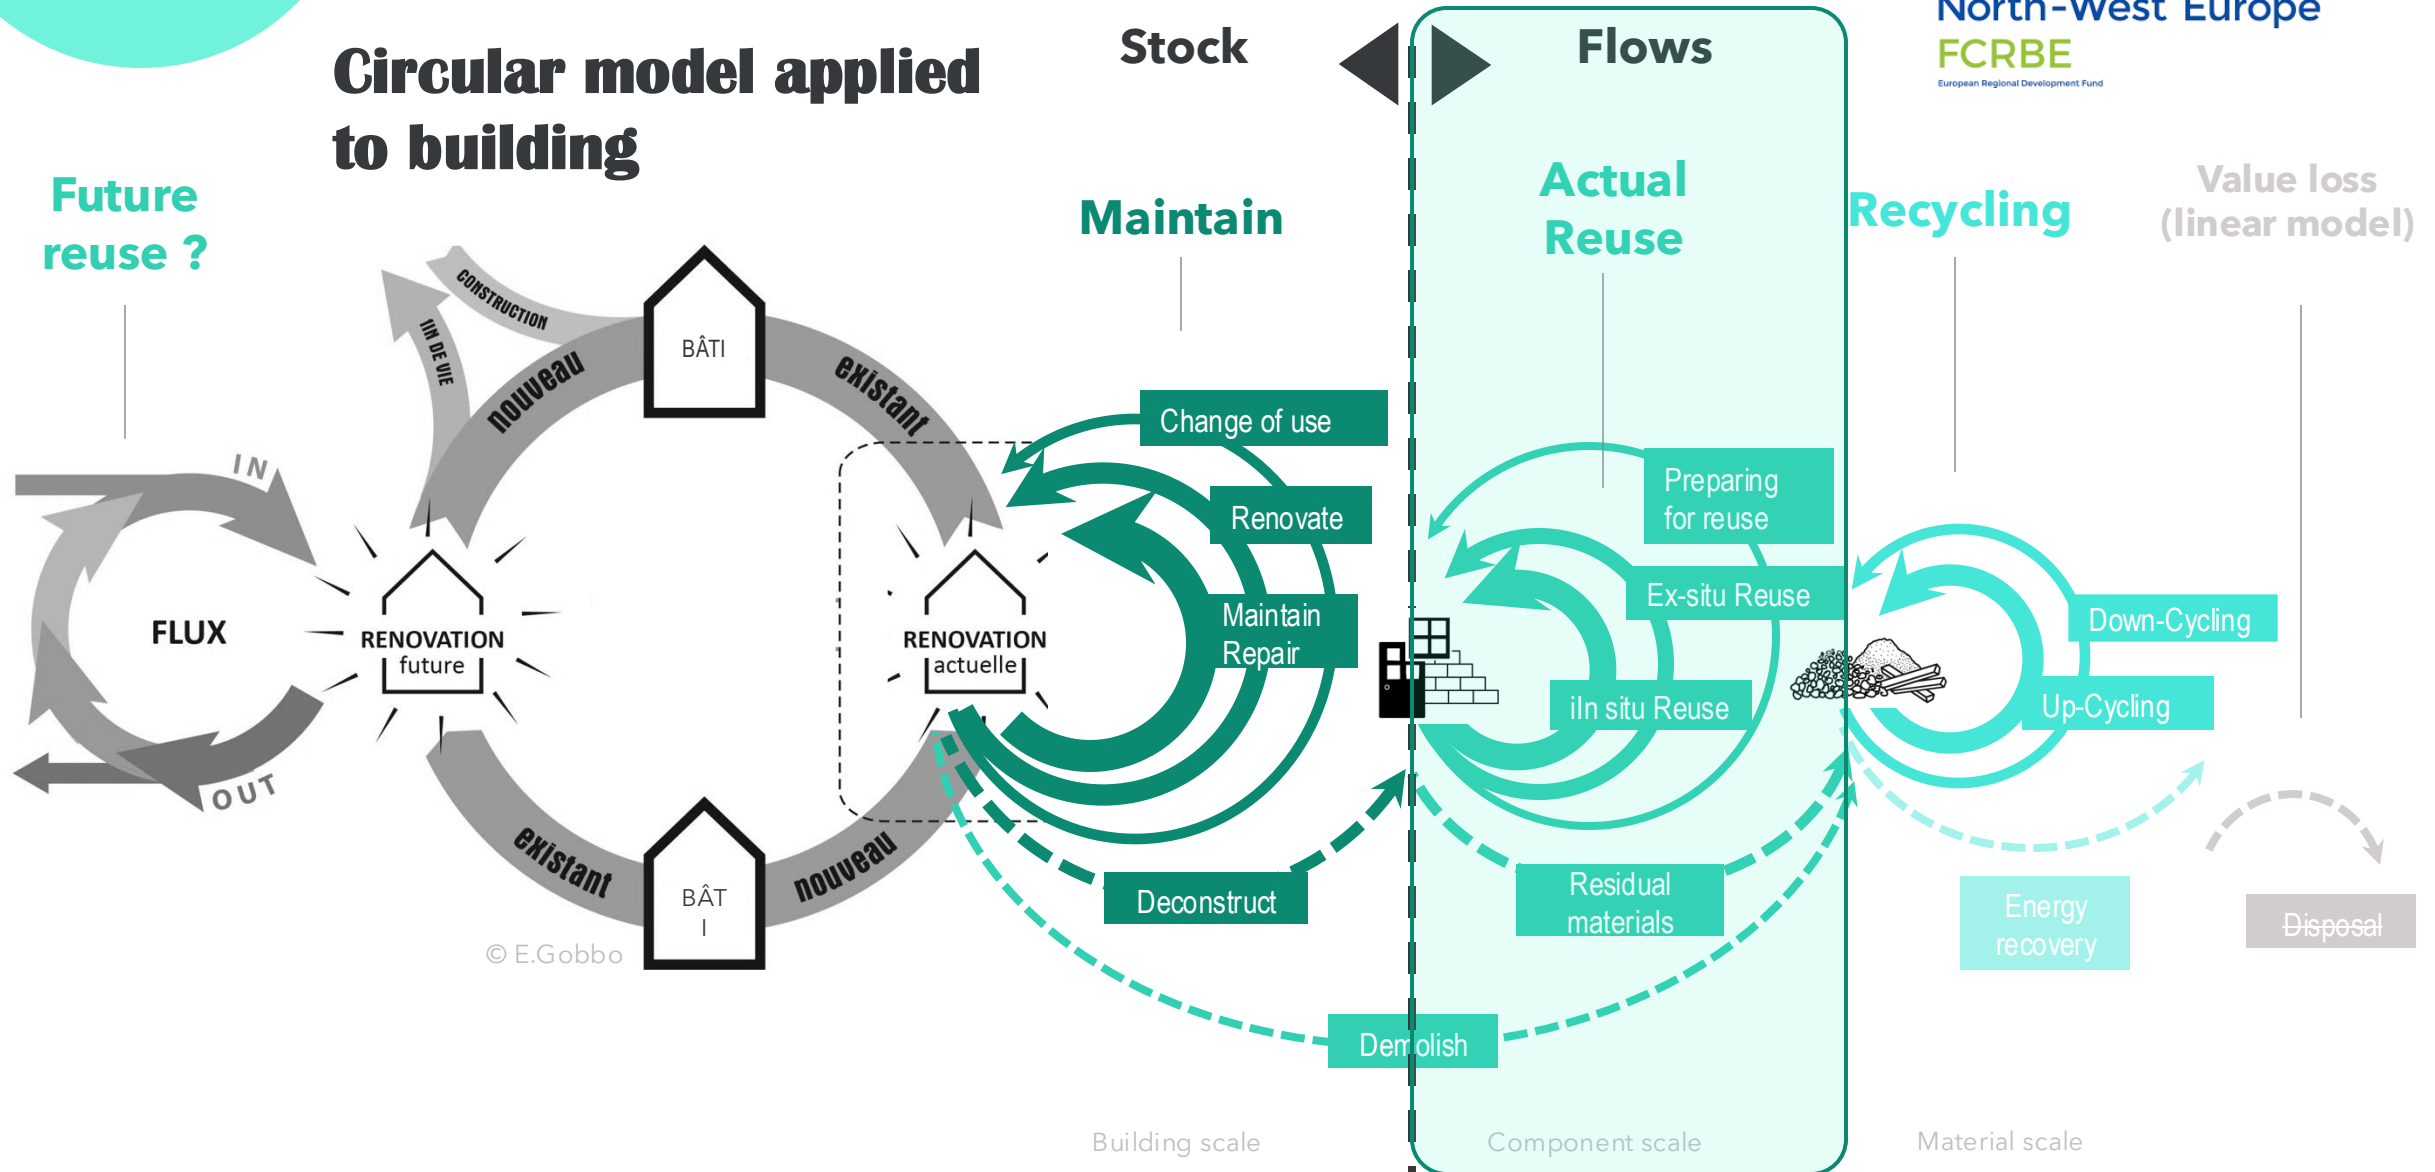 North-West Europe
FCRBE
European Regional Development Fund
Circular model applied
to building
Stock
Flows
Future
reuse ?
Maintain
Actual
Reuse
Recycling
Value loss
(linear model)
CONSTRUCTION
fIN DE VIE
nouveau
BÂTI
existant
IN
FLUX
OUT
RENOVATION
future
RENOVATION
actuelle
existant
BÂT
I
nouveau
© E.Gobbo
Change of use
Renovate
Maintain
Repair
Deconstruct
Demolish
Preparing
for reuse
Ex-situ Reuse
iIn situ Reuse
Residual
materials
Down-Cycling
Up-Cycling
Energy
recovery
Disposal
Building scale
Component scale
Material scale